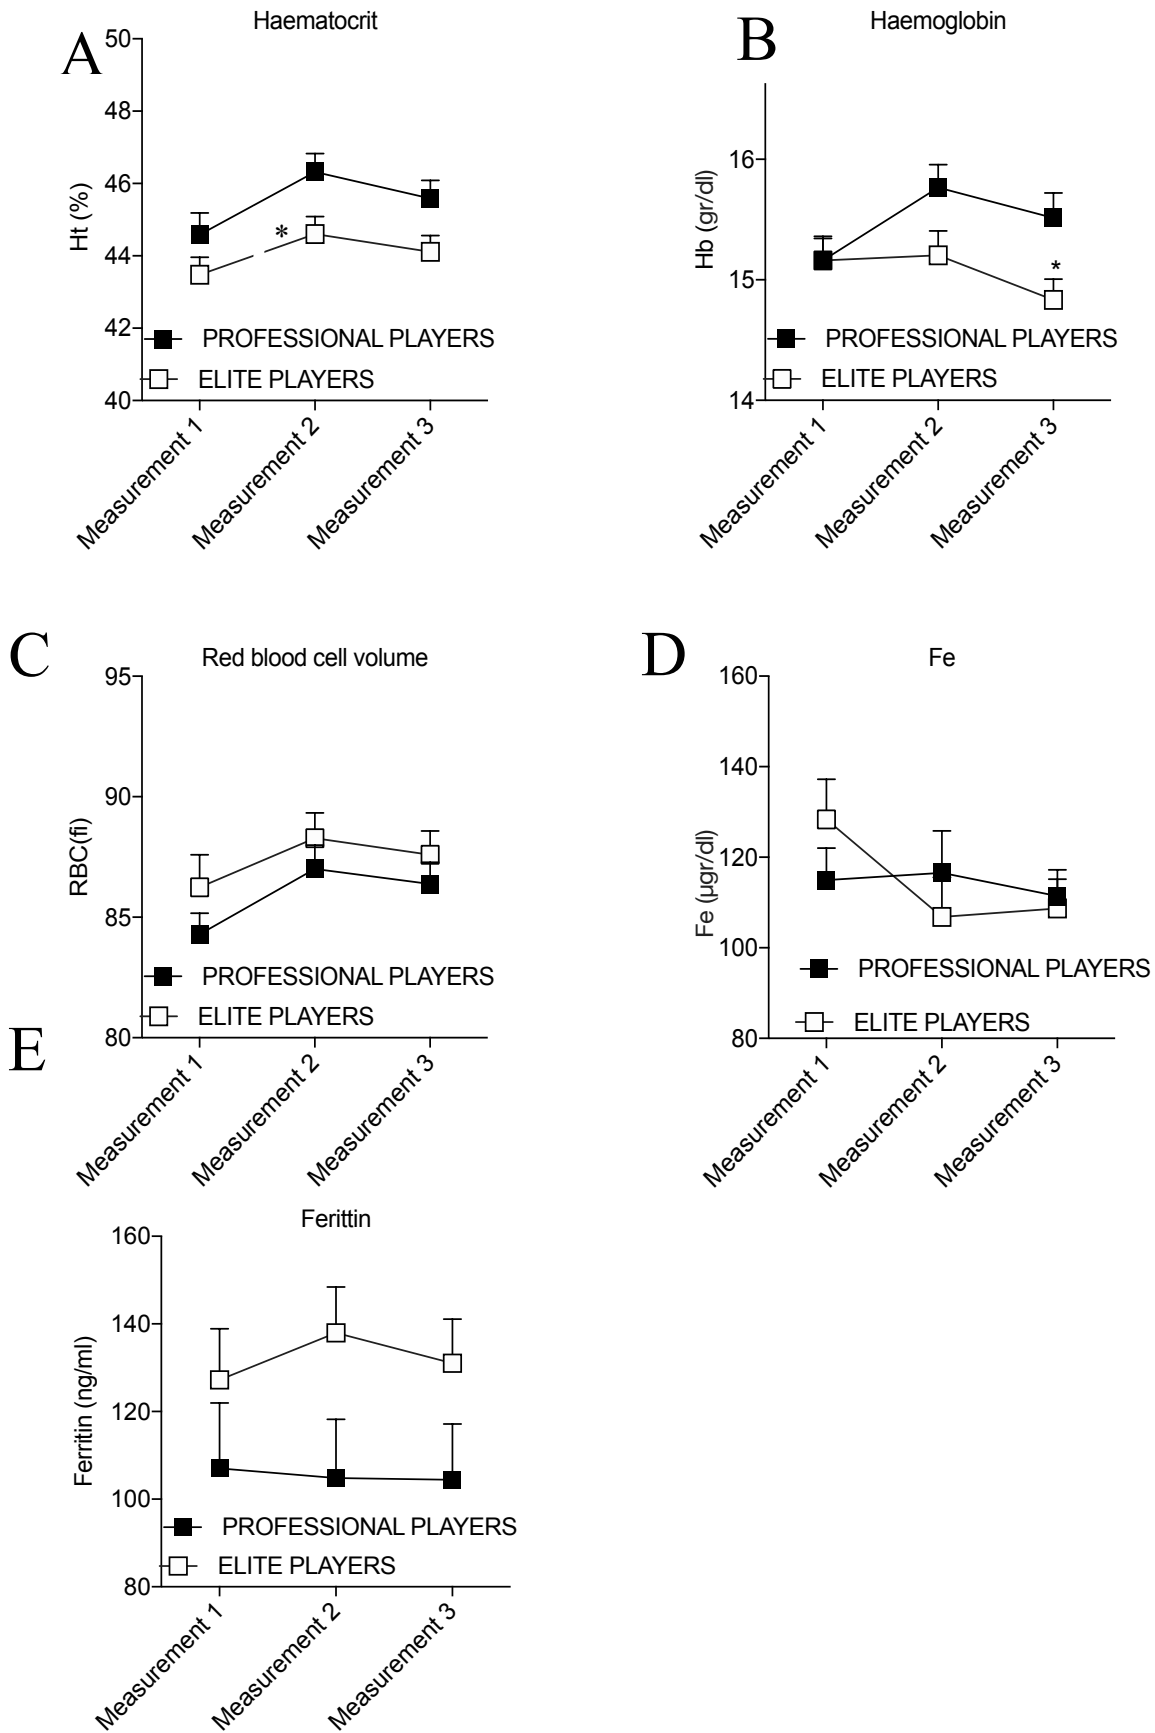 A
Haematocrit
50
48
46
44
42
40
Ht (%)
*
PROFESSIONAL PLAYERS
ELITE PLAYERS
Measurement 1
Measurement 2
Measurement 3
B
Haemoglobin
16
15
14
Hb (gr/dl)
*
PROFESSIONAL PLAYERS
ELITE PLAYERS
Measurement 1
Measurement 2
Measurement 3
C
Red blood cell volume
95
90
85
80
RBC(fi)
PROFESSIONAL PLAYERS
ELITE PLAYERS
Measurement 1
Measurement 2
Measurement 3
D
Fe
160
140
120
100
80
Fe (µgr/dl)
PROFESSIONAL PLAYERS
ELITE PLAYERS
Measurement 1
Measurement 2
Measurement 3
E
Ferittin
160
140
120
100
80
Ferritin (ng/ml)
PROFESSIONAL PLAYERS
ELITE PLAYERS
Measurement 1
Measurement 2
Measurement 3